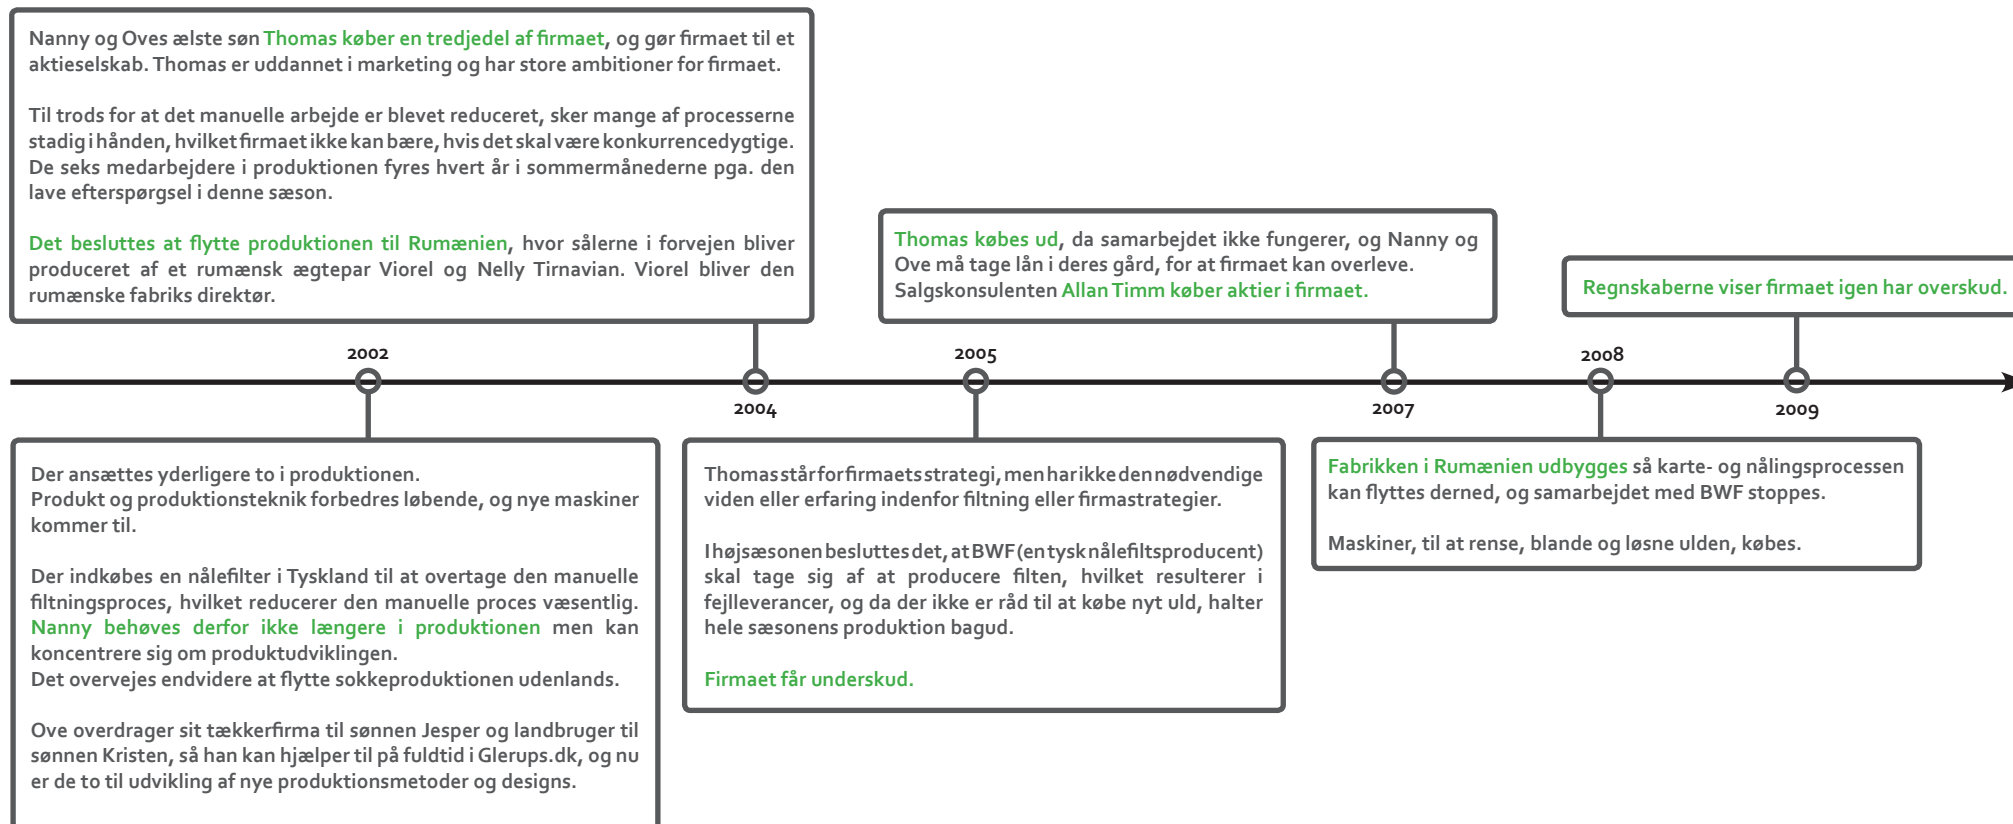 Nanny og Oves ælste søn Thomas køber en tredjedel af firmaet, og gør firmaet til et
aktieselskab. Thomas er uddannet i marketing og har store ambitioner for firmaet.
Til trods for at det manuelle arbejde er blevet reduceret, sker mange af processerne
stadig i hånden, hvilket firmaet ikke kan bære, hvis det skal være konkurrencedygtige.
De seks medarbejdere i produktionen fyres hvert år i sommermånederne pga. den
lave efterspørgsel i denne sæson.
Det besluttes at flytte produktionen til Rumænien, hvor sålerne i forvejen bliver
produceret af et rumænsk ægtepar Viorel og Nelly Tirnavian. Viorel bliver den
rumænske fabriks direktør.
Thomas købes ud, da samarbejdet ikke fungerer, og Nanny og
Ove må tage lån i deres gård, for at firmaet kan overleve.
Salgskonsulenten Allan Timm køber aktier i firmaet.
Regnskaberne viser firmaet igen har overskud.
2002
2005
2008
2004
2007
2009
Der ansættes yderligere to i produktionen.
Produkt og produktionsteknik forbedres løbende, og nye maskiner
kommer til.
Der indkøbes en nålefilter i Tyskland til at overtage den manuelle
filtningsproces, hvilket reducerer den manuelle proces væsentlig.
Nanny behøves derfor ikke længere i produktionen men kan
koncentrere sig om produktudviklingen.
Det overvejes endvidere at flytte sokkeproduktionen udenlands.
Ove overdrager sit tækkerfirma til sønnen Jesper og landbruger til
sønnen Kristen, så han kan hjælper til på fuldtid i Glerups.dk, og nu
er de to til udvikling af nye produktionsmetoder og designs.
Thomas står for firmaets strategi, men har ikke den nødvendige
viden eller erfaring indenfor filtning eller firmastrategier.
I højsæsonen besluttes det, at BWF (en tysk nålefiltsproducent)
skal tage sig af at producere filten, hvilket resulterer i
fejlleverancer, og da der ikke er råd til at købe nyt uld, halter
hele sæsonens produktion bagud.
Firmaet får underskud.
Fabrikken i Rumænien udbygges så karte- og nålingsprocessen
kan flyttes derned, og samarbejdet med BWF stoppes.
Maskiner, til at rense, blande og løsne ulden, købes.